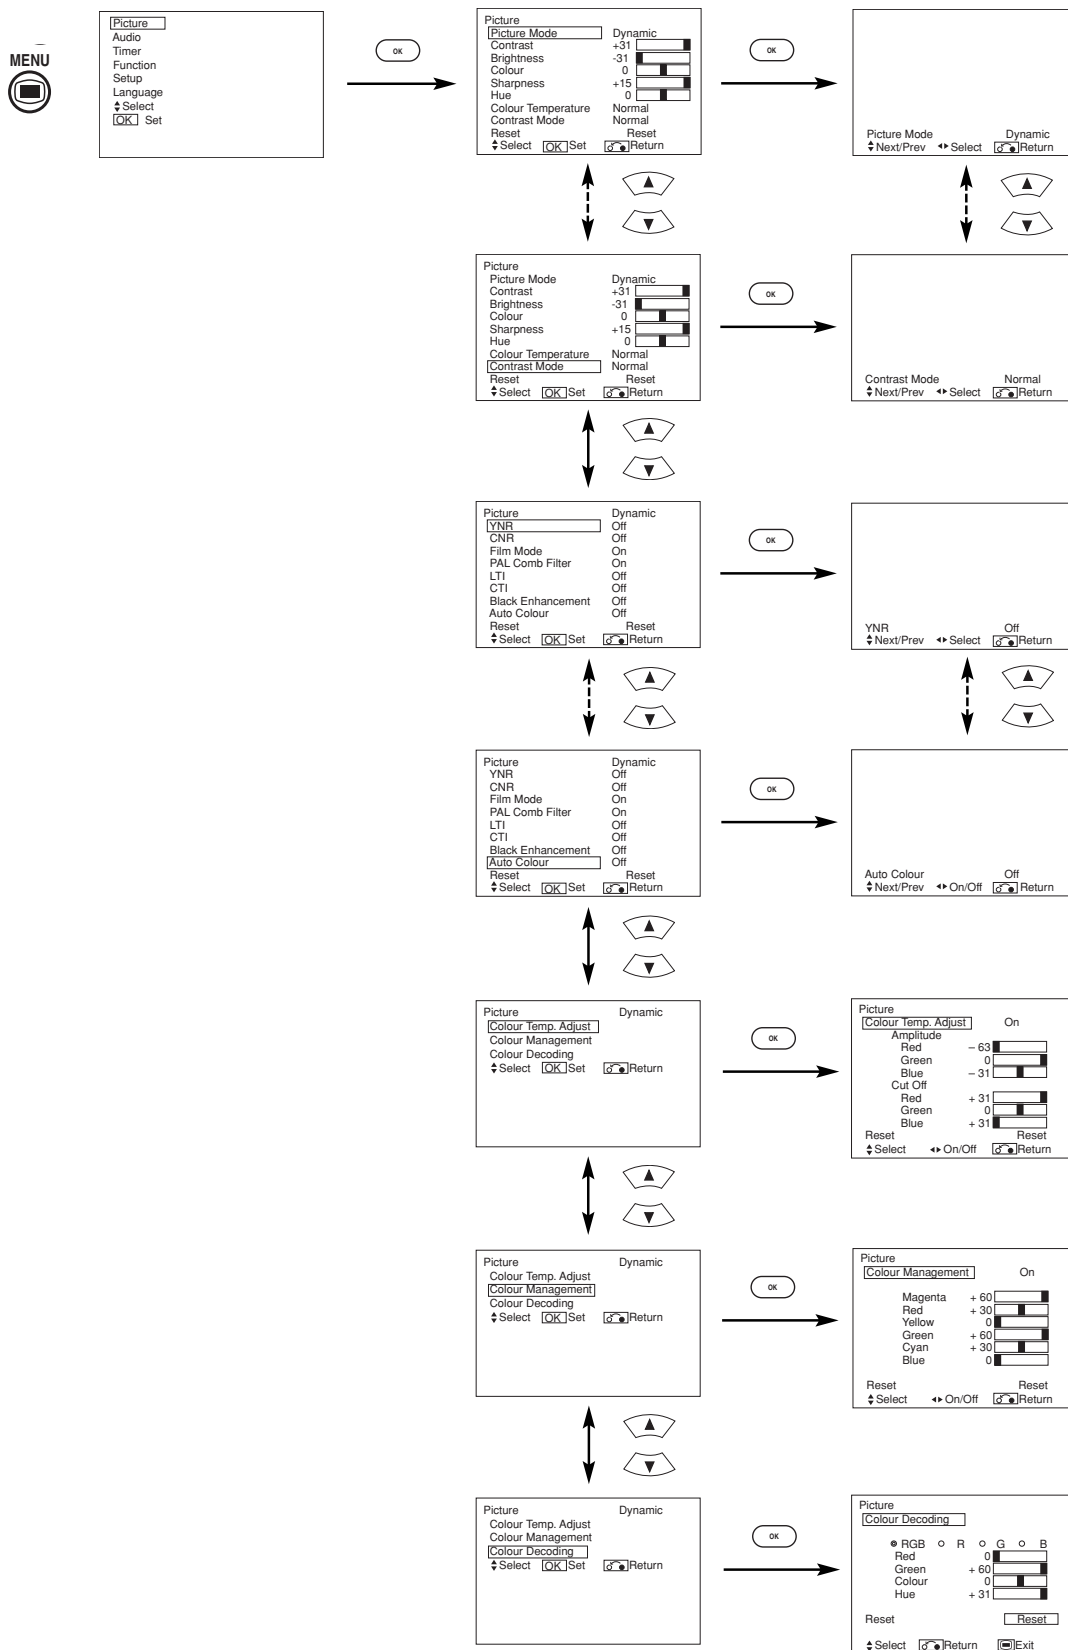 MENU
Picture
Audio
Timer
Function
Setup
Language
Select
OK Set
OK
Picture
Picture Mode Dynamic
Contrast +31
Brightness -31
Colour 0
Sharpness +15
Hue 0
Colour Temperature Normal
Contrast Mode Normal
Reset Reset
Select OK Set Return
OK
Picture Mode Dynamic
Next/Prev Select Return
Picture
Picture Mode Dynamic
Contrast +31
Brightness -31
Colour 0
Sharpness +15
Hue 0
Colour Temperature Normal
Contrast Mode Normal
Reset Reset
Select OK Set Return
OK
Contrast Mode Normal
Next/Prev Select Return
Picture Dynamic
YNR Off
CNR Off
Film Mode On
PAL Comb Filter On
LTI Off
CTI Off
Black Enhancement Off
Auto Colour Off
Reset Reset
Select OK Set Return
OK
YNR Off
Next/Prev Select Return
Picture Dynamic
YNR Off
CNR Off
Film Mode On
PAL Comb Filter On
LTI Off
CTI Off
Black Enhancement Off
Auto Colour Off
Reset Reset
Select OK Set Return
OK
Auto Colour Off
Next/Prev On/Off Return
Picture Dynamic
Colour Temp. Adjust
Colour Management
Colour Decoding
Select OK Set Return
OK
Picture
Colour Temp. Adjust On
Amplitude
Red – 63
Green 0
Blue – 31
Cut Off
Red + 31
Green 0
Blue + 31
Reset Reset
Select On/Off Return
Picture Dynamic
Colour Temp. Adjust
Colour Management
Colour Decoding
Select OK Set Return
OK
Picture
Colour Management On
Magenta + 60
Red + 30
Yellow 0
Green + 60
Cyan + 30
Blue 0
Reset Reset
Select On/Off Return
Picture Dynamic
Colour Temp. Adjust
Colour Management
Colour Decoding
Select OK Set Return
OK
Picture
Colour Decoding
RGB R G B
Red 0
Green + 60
Colour 0
Hue + 31
Reset Reset
Select Return Exit